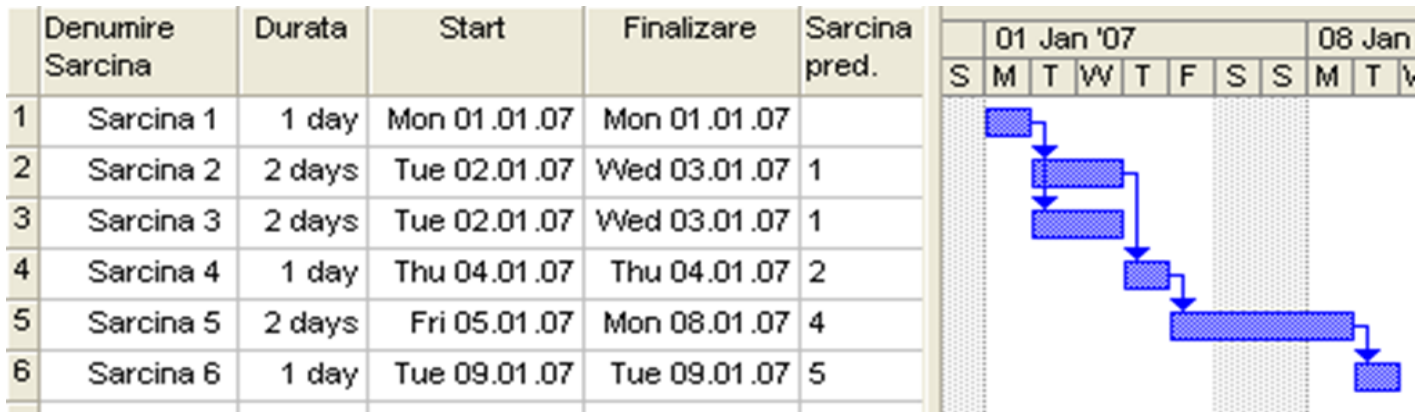 Denumire Sarcina Durata Start Finalizare Sarcina pred.
01 Jan '07 08 Jan
S M T W T F S S M T
1 Sarcina 1 1 day Mon 01.01.07 Mon 01.01.07
2 Sarcina 2 2 days Tue 02.01.07 Wed 03.01.07 1
3 Sarcina 3 2 days Tue 02.01.07 Wed 03.01.07 1
4 Sarcina 4 1 day Thu 04.01.07 Thu 04.01.07 2
5 Sarcina 5 2 days Fri 05.01.07 Mon 08.01.07 4
6 Sarcina 6 1 day Tue 09.01.07 Tue 09.01.07 5